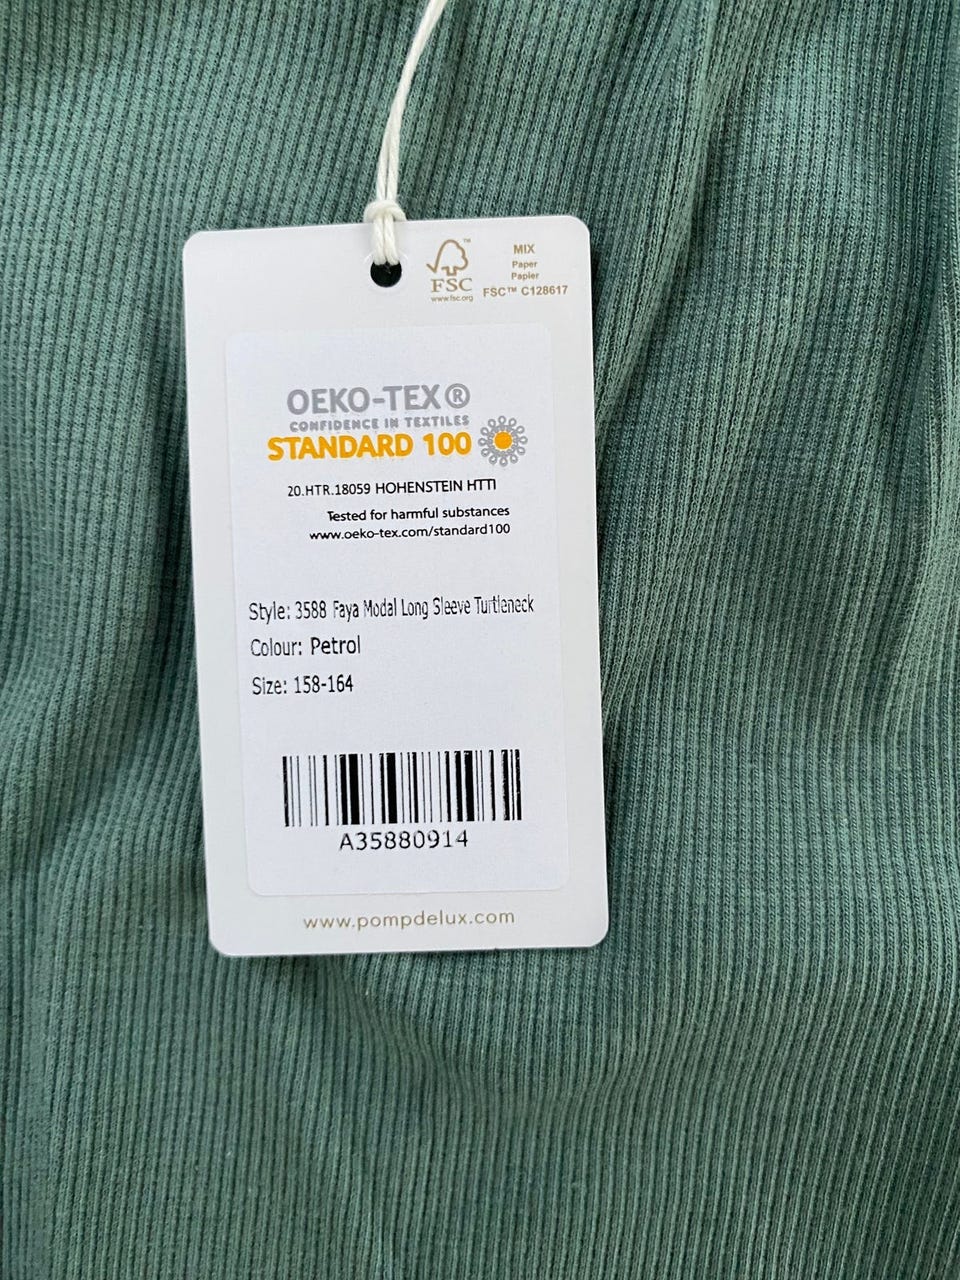 FSC™
www.fsc.org
MIX
Paper
Papier
FSC™ C128617
OEKO-TEX®
CONFIDENCE IN TEXTILES
STANDARD 100
20.HTR.18059 HOHENSTEIN HTTI
Tested for harmful substances
www.oeko-tex.com/standard100
Style: 3588 Faya Modal Long Sleeve Turtleneck
Colour: Petrol
Size: 158-164
A35880914
www.pompdelux.com